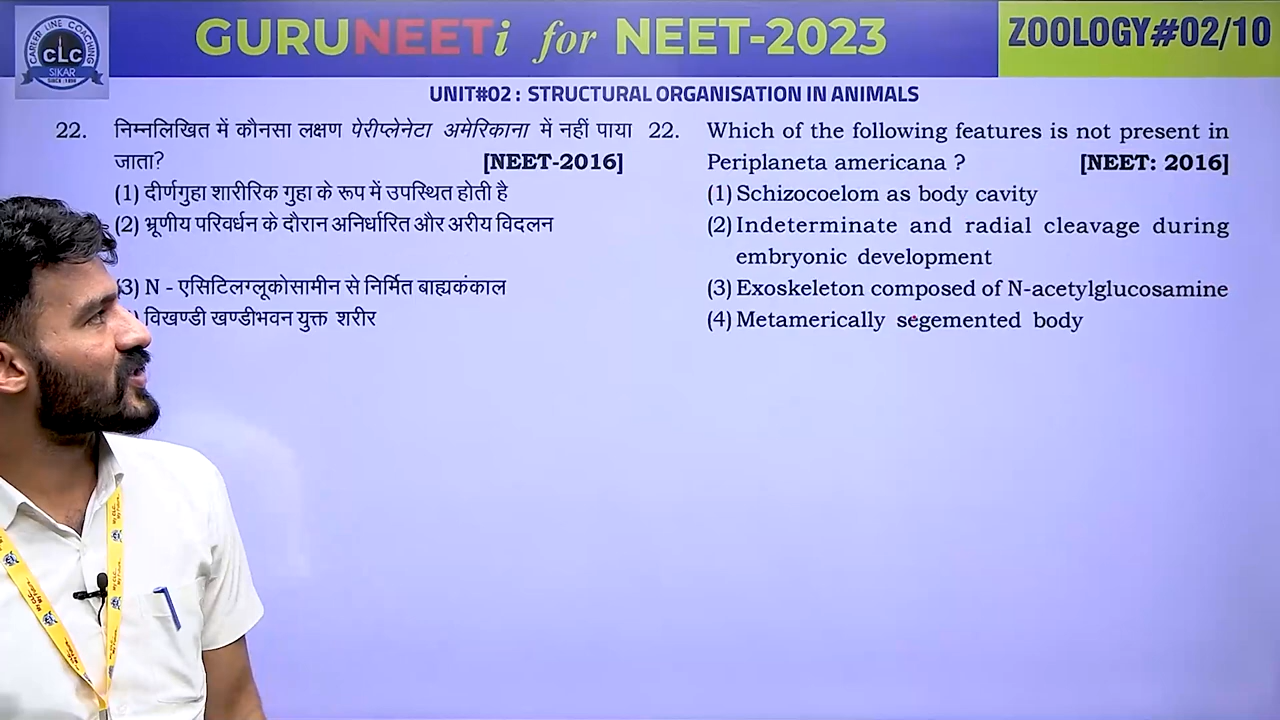 GURUNEETi for NEET-2023
ZOOLOGY#02/10
CAREER LINE COACHING
CLC
SIKAR
UNIT#02 : STRUCTURAL ORGANISATION IN ANIMALS
22. निम्नलिखित में कौनसा लक्षण पेरीप्लेनेटा अमेरिकाना में नहीं पाया
जाता? [NEET-2016]
(1) दीर्णगुहा शारीरिक गुहा के रूप में उपस्थित होती है
(2) भ्रूणीय परिवर्धन के दौरान अनिर्धारित और अरीय विदलन
3) N - एसिटिलग्लूकोसामीन से निर्मित बाह्यकंकाल
) विखण्डी खण्डीभवन युक्त शरीर
22. Which of the following features is not present in
Periplaneta americana ? [NEET: 2016]
(1) Schizocoelom as body cavity
(2) Indeterminate and radial cleavage during
embryonic development
(3) Exoskeleton composed of N-acetylglucosamine
(4) Metamerically segemented body